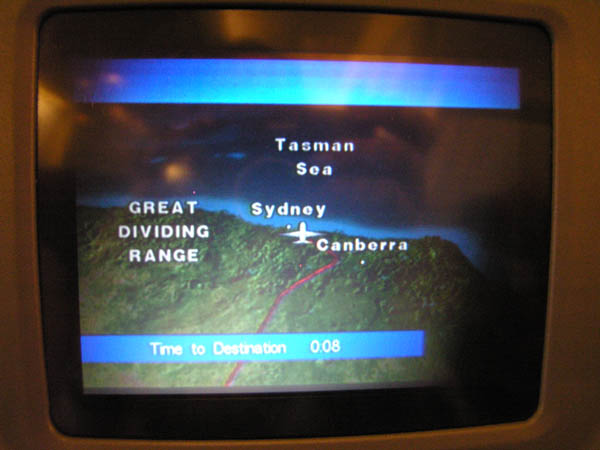 Tasman
Sea
GREAT
DIVIDING
RANGE
Sydney
Canberra
Time to Destination 0:08